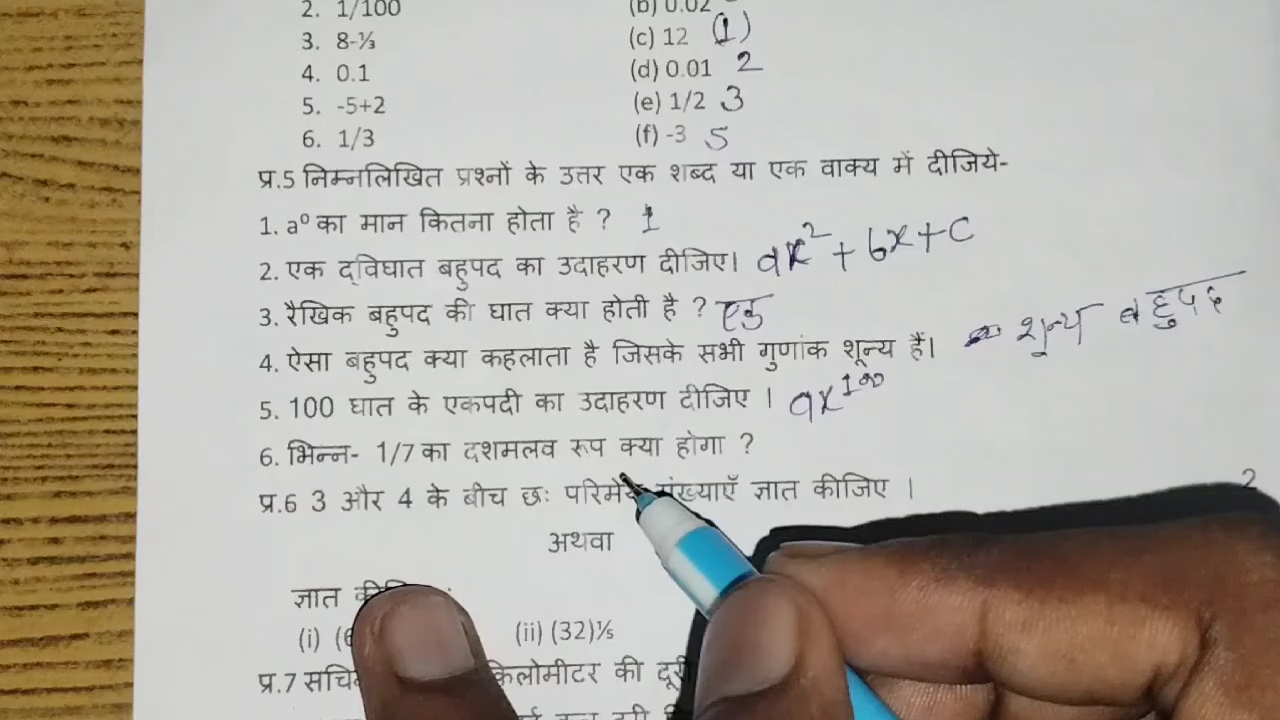 2. 1/100 (b) 0.02
3. 8-⅓ (c) 12 (1)
4. 0.1 (d) 0.01 2
5. -5+2 (e) 1/2 3
6. 1/3 (f) -3 5
प्र.5 निम्नलिखित प्रश्नों के उत्तर एक शब्द या एक वाक्य में दीजिये-
1. a⁰ का मान कितना होता है ? 1
2. एक द्विघात बहुपद का उदाहरण दीजिए। ax² + bx + c
3. रैखिक बहुपद की घात क्या होती है ? एक
4. ऐसा बहुपद क्या कहलाता है जिसके सभी गुणांक शून्य हैं। शून्य बहुपद
5. 100 घात के एकपदी का उदाहरण दीजिए । ax¹⁰⁰
6. भिन्न- 1/7 का दशमलव रूप क्या होगा ?
प्र.6 3 और 4 के बीच छः परिमेय संख्याएँ ज्ञात कीजिए । 2
अथवा
ज्ञात
(i) (ii) (32)⅕
प्र.7 किलोमीटर की दूरी